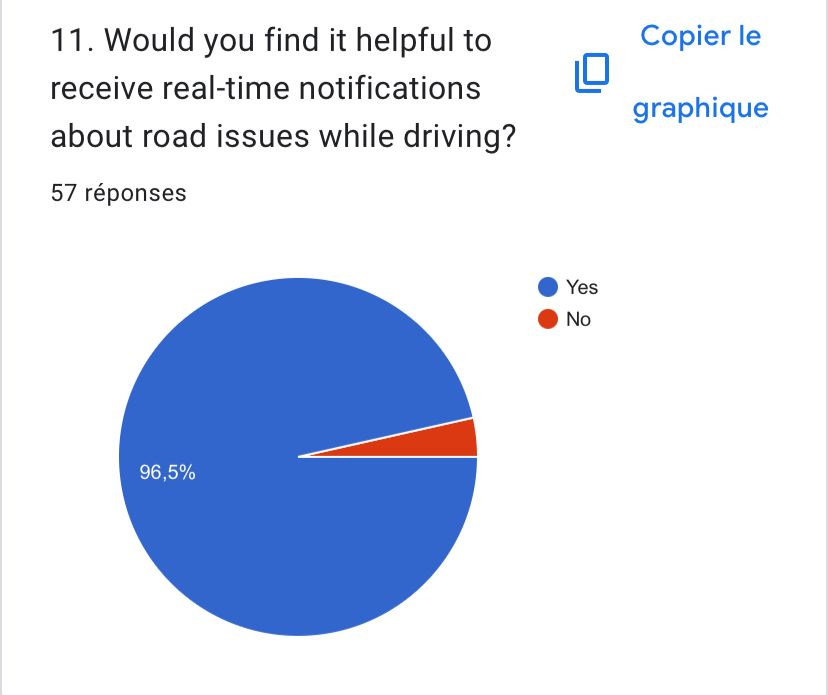 11. Would you find it helpful to
receive real-time notifications
about road issues while driving?
Copier le
graphique
57 réponses
Yes
No
96,5%